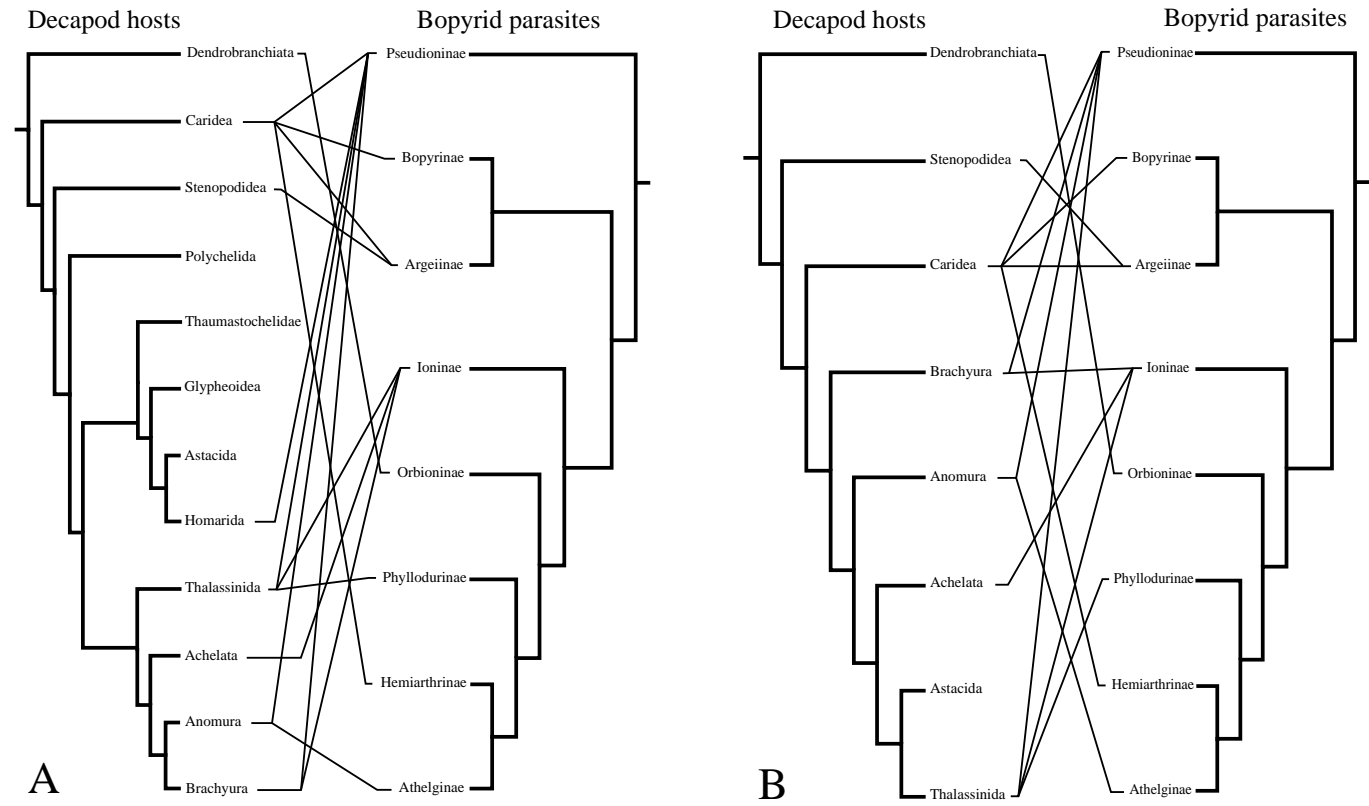 Decapod hosts
Bopyrid parasites
Dendrobranchiata
Caridea
Stenopodidea
Polychelida
Thaumastochelidae
Glypheoidea
Astacida
Homarida
Thalassinida
Achelata
Anomura
Brachyura
Pseudioninae
Bopyrinae
Argeiinae
Ioninae
Orbioninae
Phyllodurinae
Hemiarthrinae
Athelginae
A
Decapod hosts
Bopyrid parasites
Dendrobranchiata
Stenopodidea
Caridea
Brachyura
Anomura
Achelata
Astacida
Thalassinida
Pseudioninae
Bopyrinae
Argeiinae
Ioninae
Orbioninae
Phyllodurinae
Hemiarthrinae
Athelginae
B